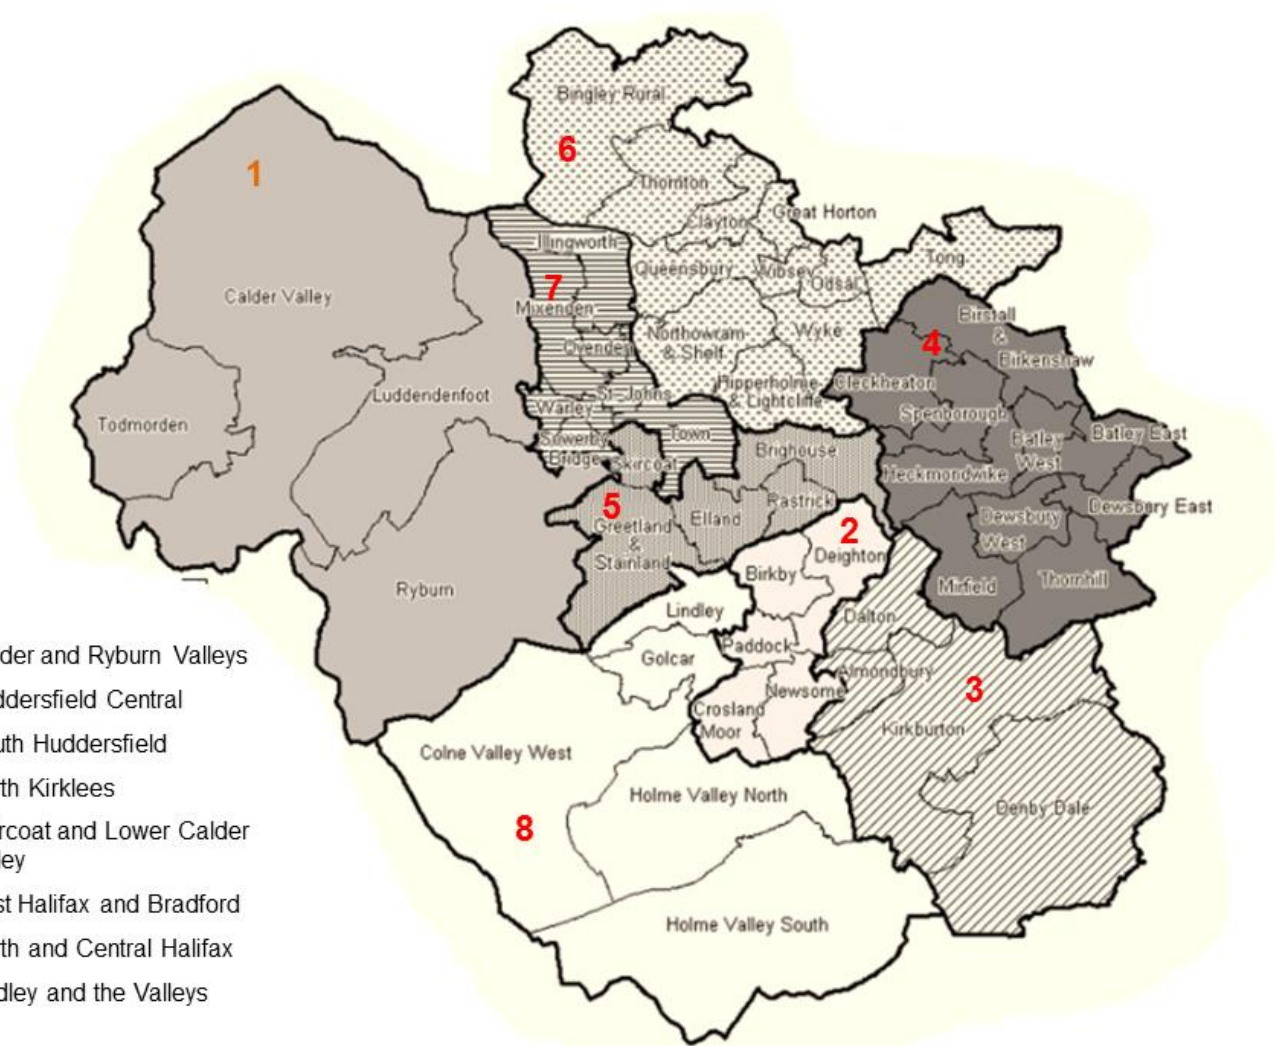 Bingley Rural
6
1
Thornton
Clayton
Great Horton
Illingworth
Queensbury
Wibsey
Odsal
Tong
7
Mixenden
Calder Valley
Northowram
& Shelf
Wyke
Birstall
&
Birkenshaw
4
Ovenden
Cleckheaton
Hipperholme
& Lightcliffe
Luddendenfoot
St-Johns
Warley
Spenborough
Todmorden
Town
Batley
West
Batley East
Sowerby
Bridge
Skircoat
Brighouse
Heckmondwike
5
Greetland
&
Stainland
Elland
Rastrick
Dewsbury
West
Dewsbury East
2
Deighton
Birkby
Ryburn
Mirfield
Thornhill
Lindley
Dalton
Paddock
Golcar
Almondbury
3
Newsome
Crosland
Moor
Kirkburton
Colne Valley West
Holme Valley North
Denby Dale
8
Holme Valley South
der and Ryburn Valleys
ddersfield Central
uth Huddersfield
th Kirklees
rcoat and Lower Calder
ley
st Halifax and Bradford
th and Central Halifax
dley and the Valleys